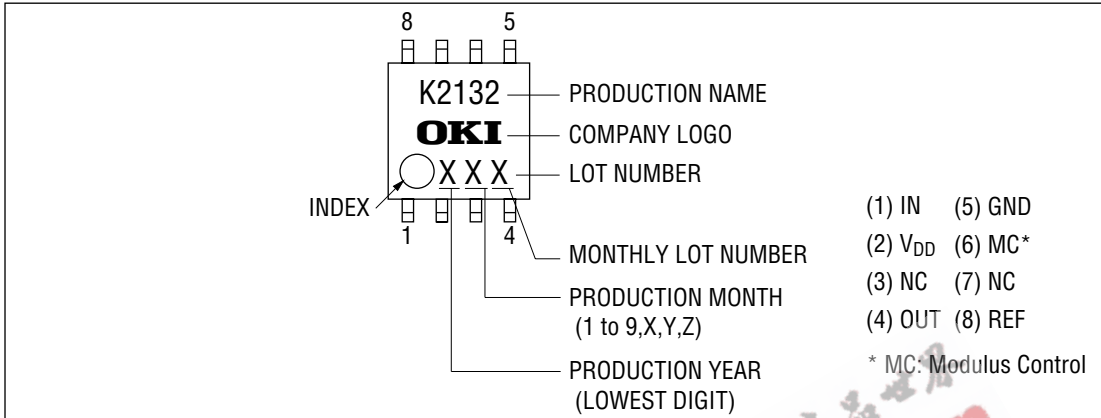 8 5
K2132
PRODUCTION NAME
OKI
COMPANY LOGO
X X X
LOT NUMBER
INDEX
1 4
MONTHLY LOT NUMBER
PRODUCTION MONTH
(1 to 9,X,Y,Z)
PRODUCTION YEAR
(LOWEST DIGIT)
(1) IN (5) GND
(2) VDD (6) MC*
(3) NC (7) NC
(4) OUT (8) REF
* MC: Modulus Control